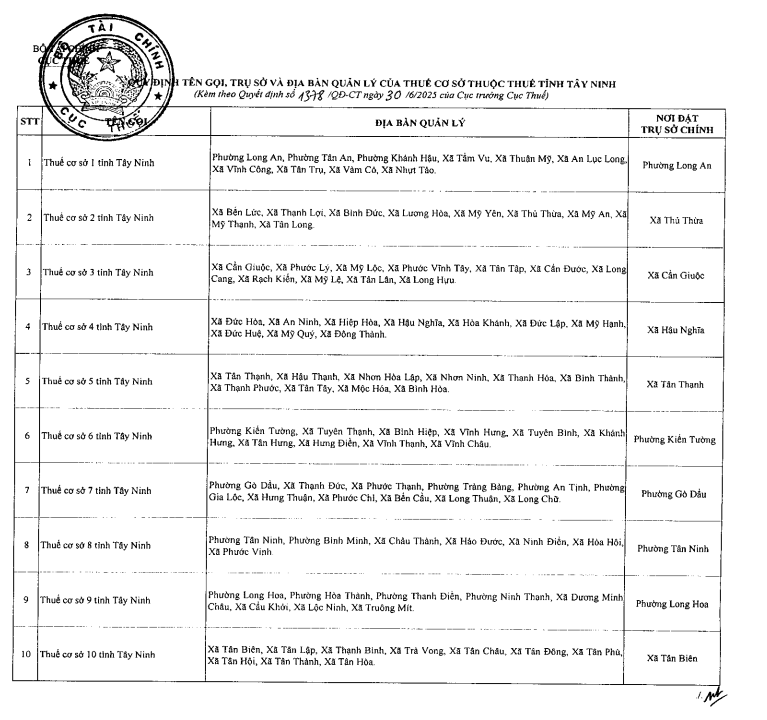 BỘ TÀI CHÍNH
CỤC THUẾ
QUY ĐỊNH TÊN GỌI, TRỤ SỞ VÀ ĐỊA BÀN QUẢN LÝ CỦA THUẾ CƠ SỞ THUỘC THUẾ TỈNH TÂY NINH
(Kèm theo Quyết định số 1378 /QĐ-CT ngày 30 /6/2025 của Cục trưởng Cục Thuế)
STT TÊN GỌI ĐỊA BÀN QUẢN LÝ NƠI ĐẶT
TRỤ SỞ CHÍNH
1 Thuế cơ sở 1 tỉnh Tây Ninh Phường Long An, Phường Tân An, Phường Khánh Hậu, Xã Tầm Vu, Xã Thuận Mỹ, Xã An Lục Long,
Xã Vĩnh Công, Xã Tân Trụ, Xã Vàm Cỏ, Xã Nhựt Tảo. Phường Long An
2 Thuế cơ sở 2 tỉnh Tây Ninh Xã Bến Lức, Xã Thạnh Lợi, Xã Bình Đức, Xã Lương Hòa, Xã Mỹ Yên, Xã Thủ Thừa, Xã Mỹ An, Xã
Mỹ Thạnh, Xã Tân Long. Xã Thủ Thừa
3 Thuế cơ sở 3 tỉnh Tây Ninh Xã Cần Giuộc, Xã Phước Lý, Xã Mỹ Lộc, Xã Phước Vĩnh Tây, Xã Tân Tập, Xã Cần Đước, Xã Long
Cang, Xã Rạch Kiến, Xã Mỹ Lệ, Xã Tân Lân, Xã Long Hựu. Xã Cần Giuộc
4 Thuế cơ sở 4 tỉnh Tây Ninh Xã Đức Hòa, Xã An Ninh, Xã Hiệp Hòa, Xã Hậu Nghĩa, Xã Hòa Khánh, Xã Đức Lập, Xã Mỹ Hạnh,
Xã Đức Huệ, Xã Mỹ Quý, Xã Đông Thành. Xã Hậu Nghĩa
5 Thuế cơ sở 5 tỉnh Tây Ninh Xã Tân Thạnh, Xã Hậu Thạnh, Xã Nhơn Hòa Lập, Xã Nhơn Ninh, Xã Thanh Hóa, Xã Bình Thành,
Xã Thạnh Phước, Xã Tân Tây, Xã Mộc Hóa, Xã Bình Hòa. Xã Tân Thạnh
6 Thuế cơ sở 6 tỉnh Tây Ninh Phường Kiến Tường, Xã Tuyên Thạnh, Xã Bình Hiệp, Xã Vĩnh Hưng, Xã Tuyên Bình, Xã Khánh
Hưng, Xã Tân Hưng, Xã Hưng Điền, Xã Vĩnh Thạnh, Xã Vĩnh Châu. Phường Kiến Tường
7 Thuế cơ sở 7 tỉnh Tây Ninh Phường Gò Dầu, Xã Thạnh Đức, Xã Phước Thạnh, Phường Trảng Bàng, Phường An Tịnh, Phường
Gia Lộc, Xã Hưng Thuận, Xã Phước Chỉ, Xã Bến Cầu, Xã Long Thuận, Xã Long Chữ. Phường Gò Dầu
8 Thuế cơ sở 8 tỉnh Tây Ninh Phường Tân Ninh, Phường Bình Minh, Xã Châu Thành, Xã Hảo Đước, Xã Ninh Điền, Xã Hòa Hội,
Xã Phước Vinh. Phường Tân Ninh
9 Thuế cơ sở 9 tỉnh Tây Ninh Phường Long Hoa, Phường Hòa Thành, Phường Thanh Điền, Phường Ninh Thạnh, Xã Dương Minh
Châu, Xã Cầu Khởi, Xã Lộc Ninh, Xã Truông Mít. Phường Long Hoa
10 Thuế cơ sở 10 tỉnh Tây Ninh Xã Tân Biên, Xã Tân Lập, Xã Thạnh Bình, Xã Trà Vong, Xã Tân Châu, Xã Tân Đông, Xã Tân Phú,
Xã Tân Hội, Xã Tân Thành, Xã Tân Hòa. Xã Tân Biên